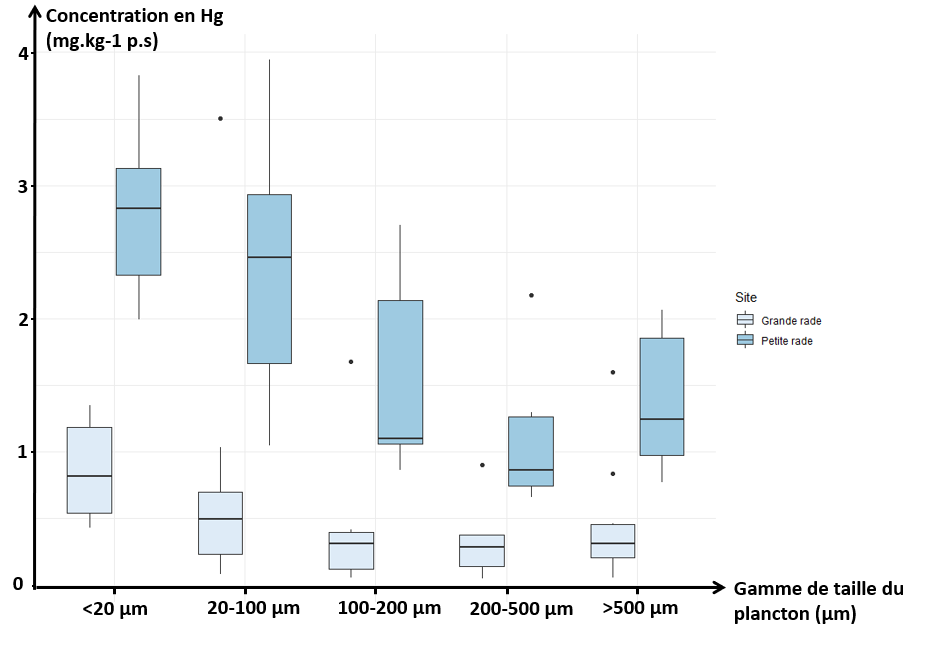 Concentration en Hg
(mg.kg-1 p.s)
4
3
2
1
0
<20 µm
20-100 µm
100-200 µm
200-500 µm
>500 µm
Gamme de taille du
plancton (µm)
Site
Grande rade
Petite rade